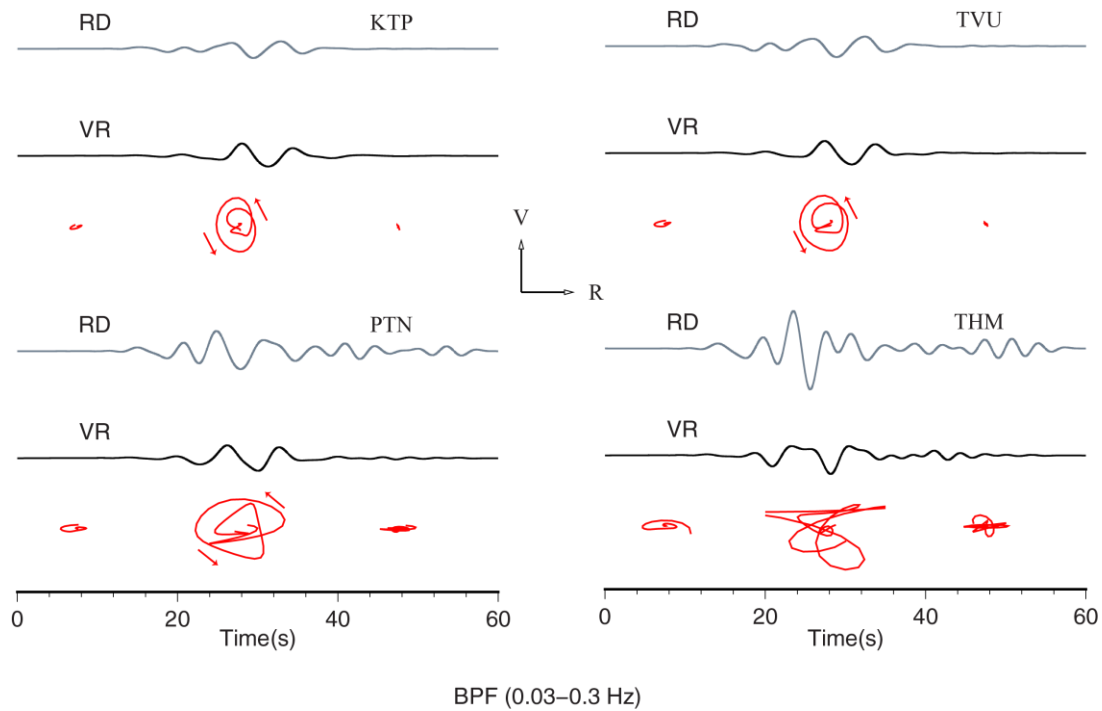 RD KTP
VR
RD TVU
VR
V
R
RD PTN
VR
RD THM
VR
0 20 40 60
Time(s)
0 20 40 60
Time(s)
BPF (0.03–0.3 Hz)